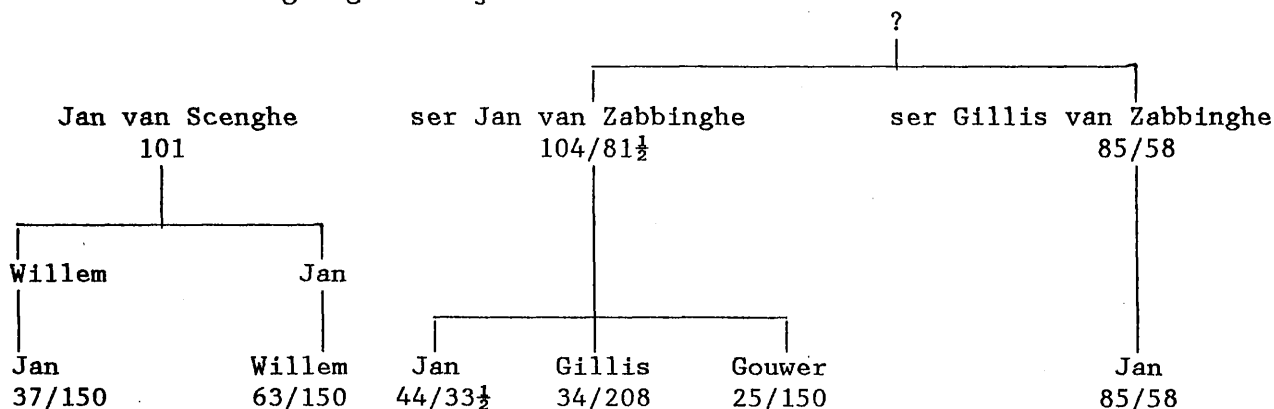 ?
Jan van Scenghe ser Jan van Zabbinghe ser Gillis van Zabbinghe
101 104/81½ 85/58
Willem Jan
Jan Willem Jan Gillis Gouwer Jan
37/150 63/150 44/33½ 34/208 25/150 85/58